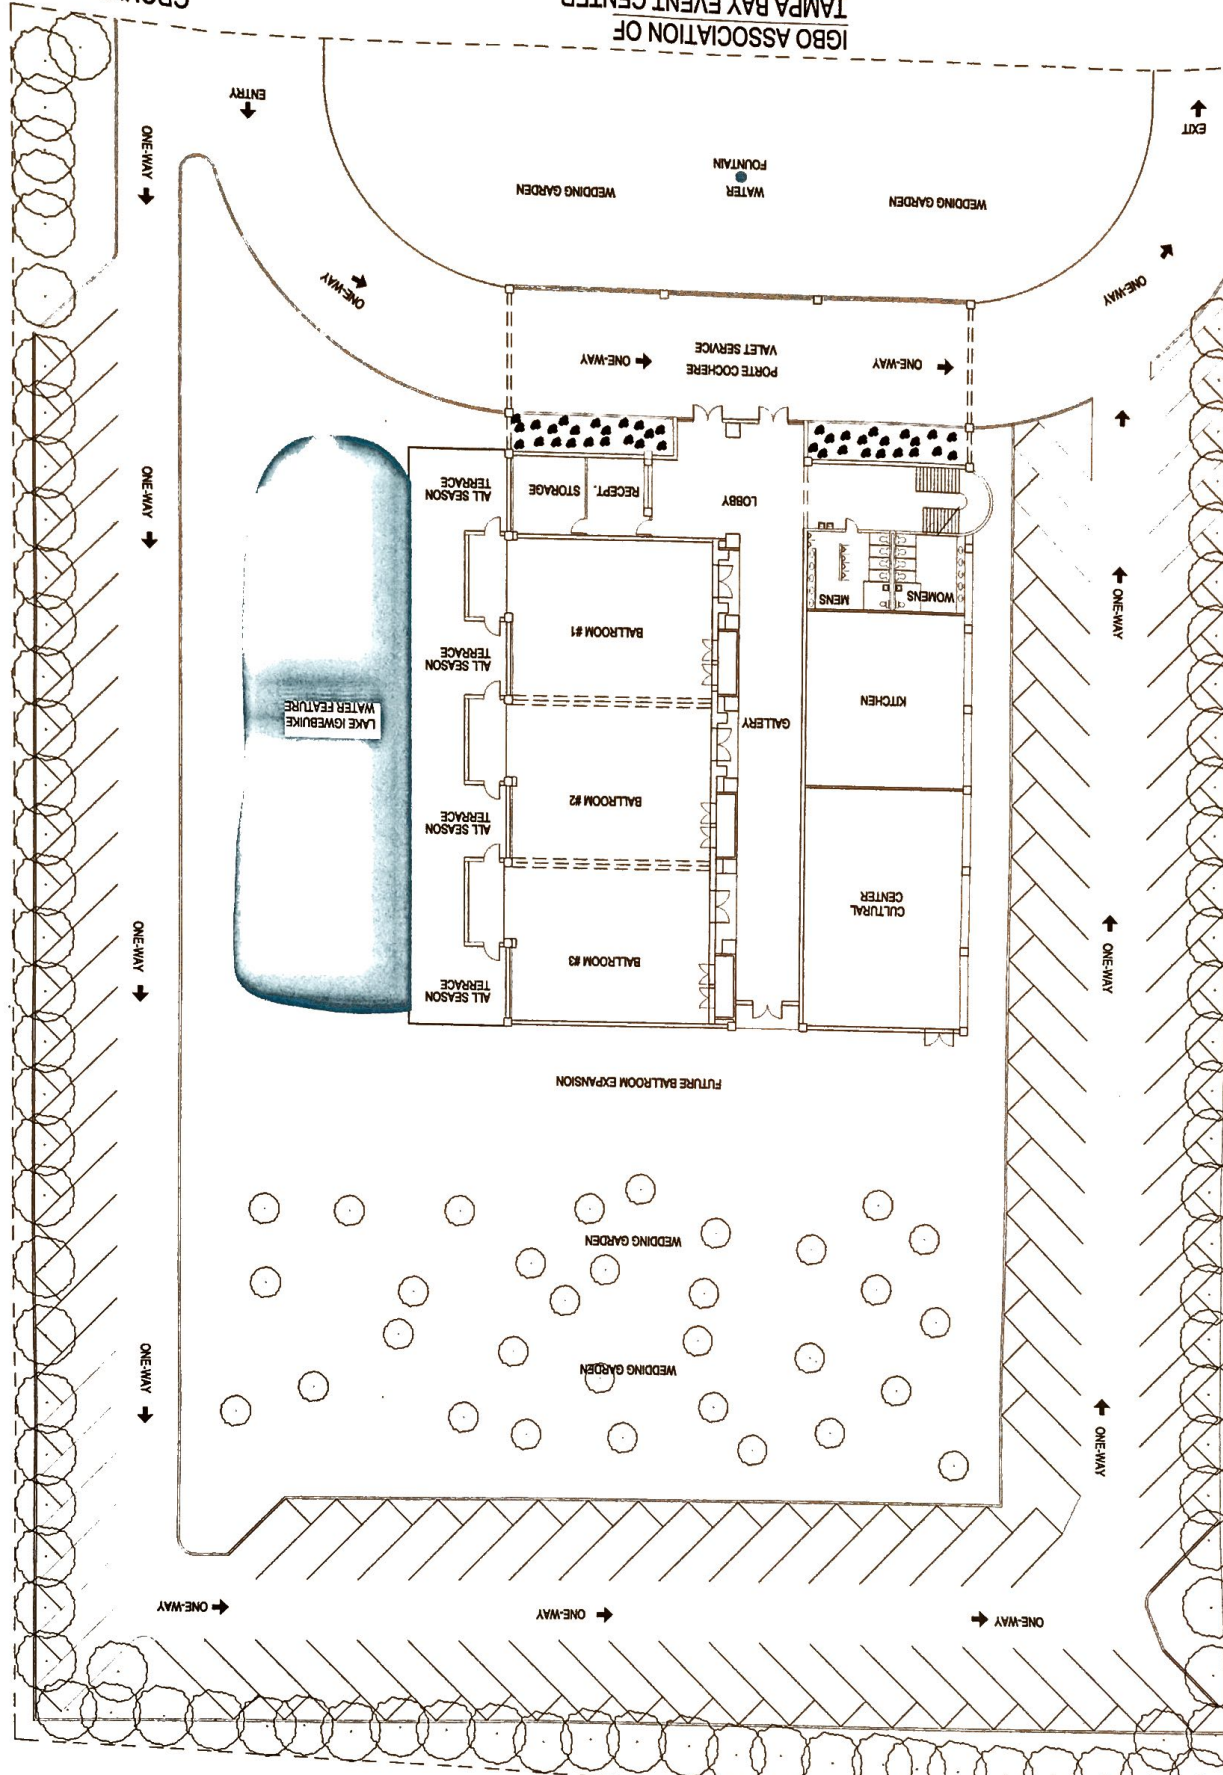 ONE-WAY
ONE-WAY
ONE-WAY
ONE-WAY
ONE-WAY
WEDDING GARDEN
WEDDING GARDEN
FUTURE BALLROOM EXPANSION
ONE-WAY
ONE-WAY
ALL SEASON
TERRACE
BALLROOM #3
CULTURAL
CENTER
ALL SEASON
TERRACE
BALLROOM #2
GALLERY
KITCHEN
LAKE IGWEBUIKE
WATER FEATURE
ALL SEASON
TERRACE
BALLROOM #1
MENS
WOMENS
ONE-WAY
ONE-WAY
LOBBY
RECEPT.
STORAGE
ALL SEASON
TERRACE
ONE-WAY
PORTE COCHERE
VALET SERVICE
ONE-WAY
ONE-WAY
ONE-WAY
WEDDING GARDEN
WATER
FOUNTAIN
WEDDING GARDEN
ONE-WAY
EXIT
ENTRY
IGBO ASSOCIATION OF
TAMPA BAY EVENT CENTER